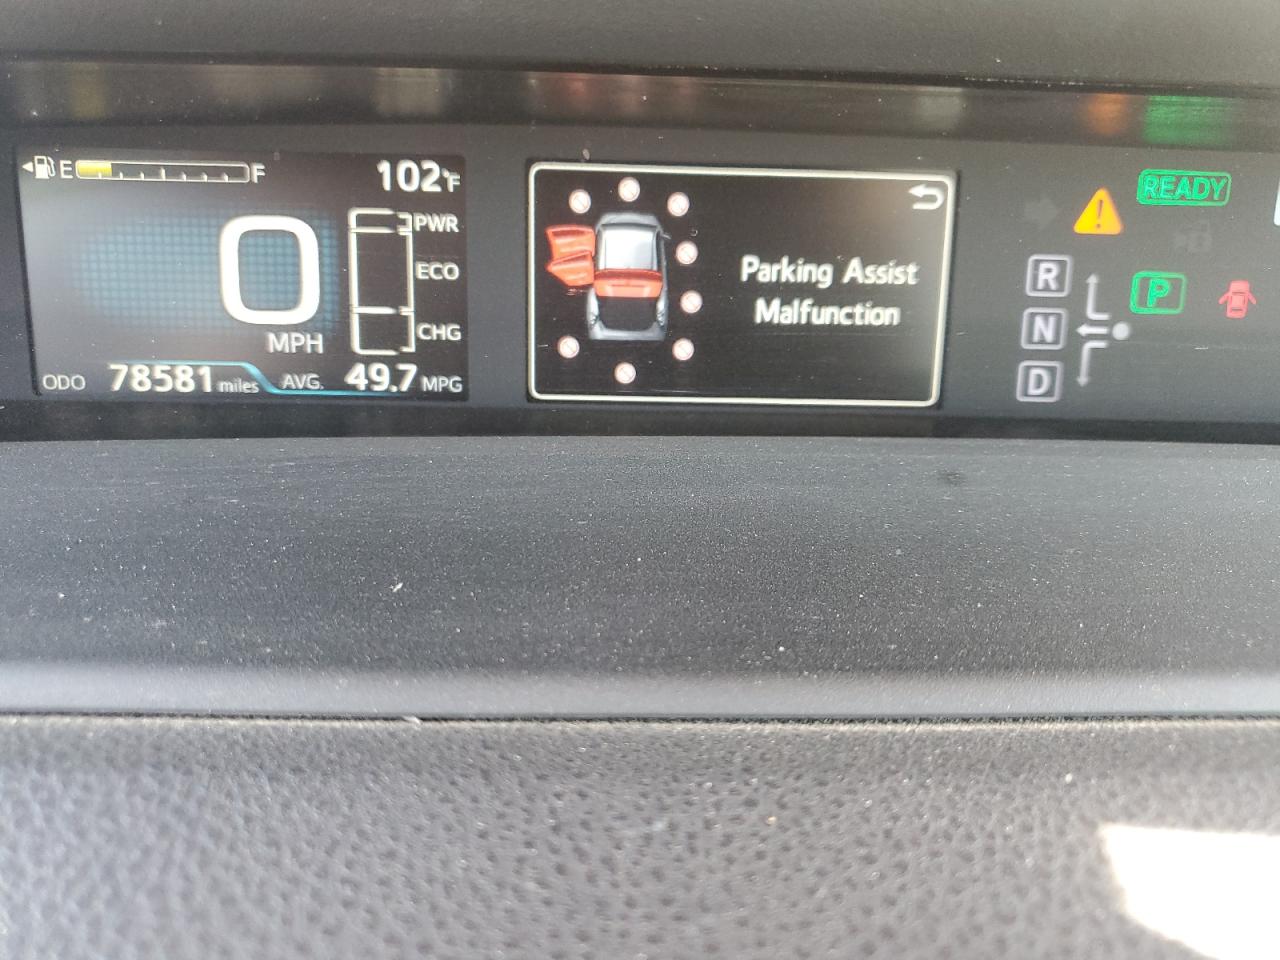 E F 102°F
0
MPH
PWR
ECO
CHG
ODO 78581 miles AVG. 49.7 MPG
Parking Assist
Malfunction
READY
R
N
D
P